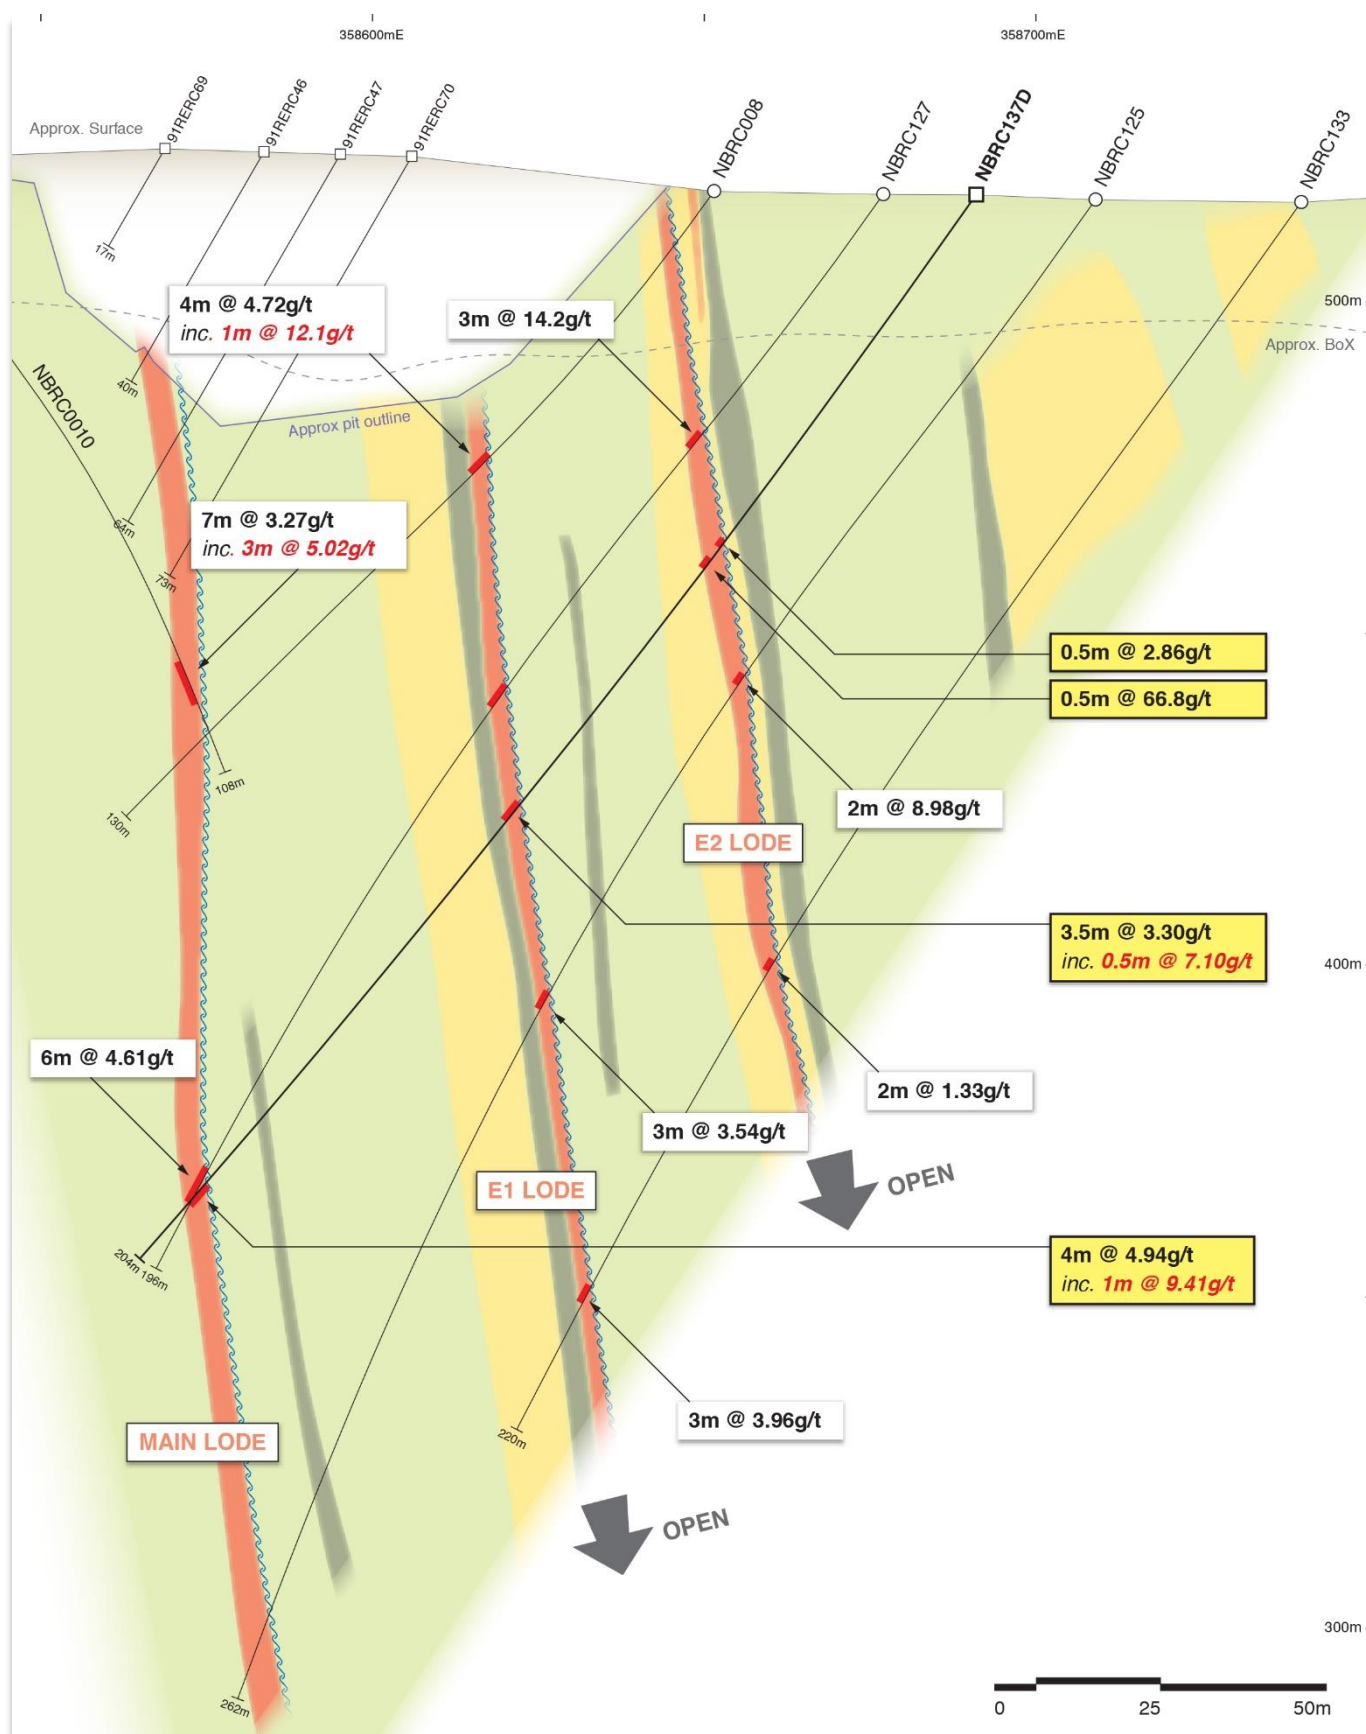 358600mE
358700mE
91RERC69
91RERC46
91RERC47
91RERC70
NBRC008
NBRC127
NBRC137D
NBRC125
NBRC133
Approx. Surface
17m
4m @ 4.72g/t
inc. 1m @ 12.1g/t
3m @ 14.2g/t
500m
Approx. BoX
40m
NBRC0010
Approx pit outline
64m
7m @ 3.27g/t
inc. 3m @ 5.02g/t
73m
0.5m @ 2.86g/t
0.5m @ 66.8g/t
108m
130m
2m @ 8.98g/t
E2 LODE
3.5m @ 3.30g/t
inc. 0.5m @ 7.10g/t
400m
6m @ 4.61g/t
2m @ 1.33g/t
3m @ 3.54g/t
OPEN
E1 LODE
204m
196m
4m @ 4.94g/t
inc. 1m @ 9.41g/t
3m @ 3.96g/t
220m
MAIN LODE
OPEN
300m
262m
0
25
50m